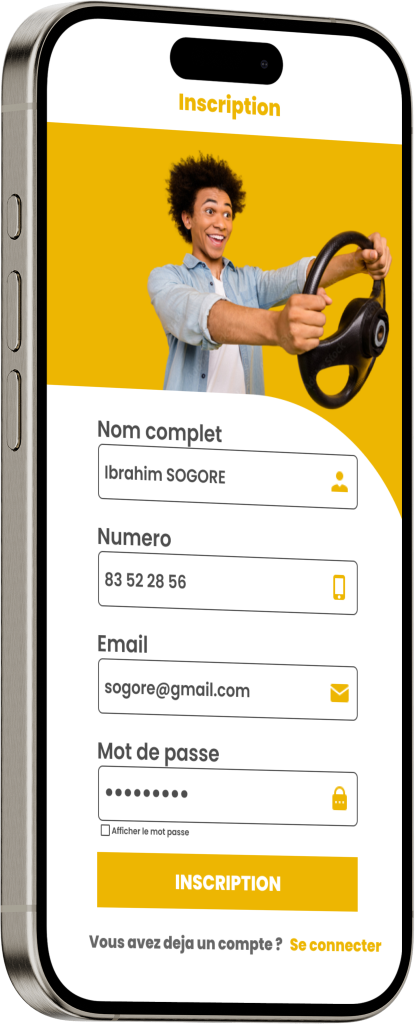 Inscription
Nom complet
Ibrahim SOGORE
Numero
83 52 28 56
Email
sogore@gmail.com
Mot de passe
•••••••••
Afficher le mot passe
INSCRIPTION
Vous avez deja un compte ? Se connecter